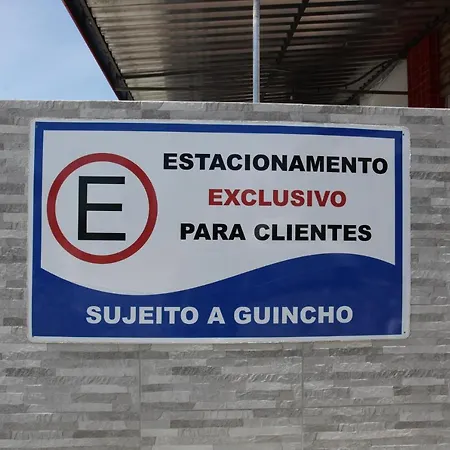 E
ESTACIONAMENTO
EXCLUSIVO
PARA CLIENTES
SUJEITO A GUINCHO